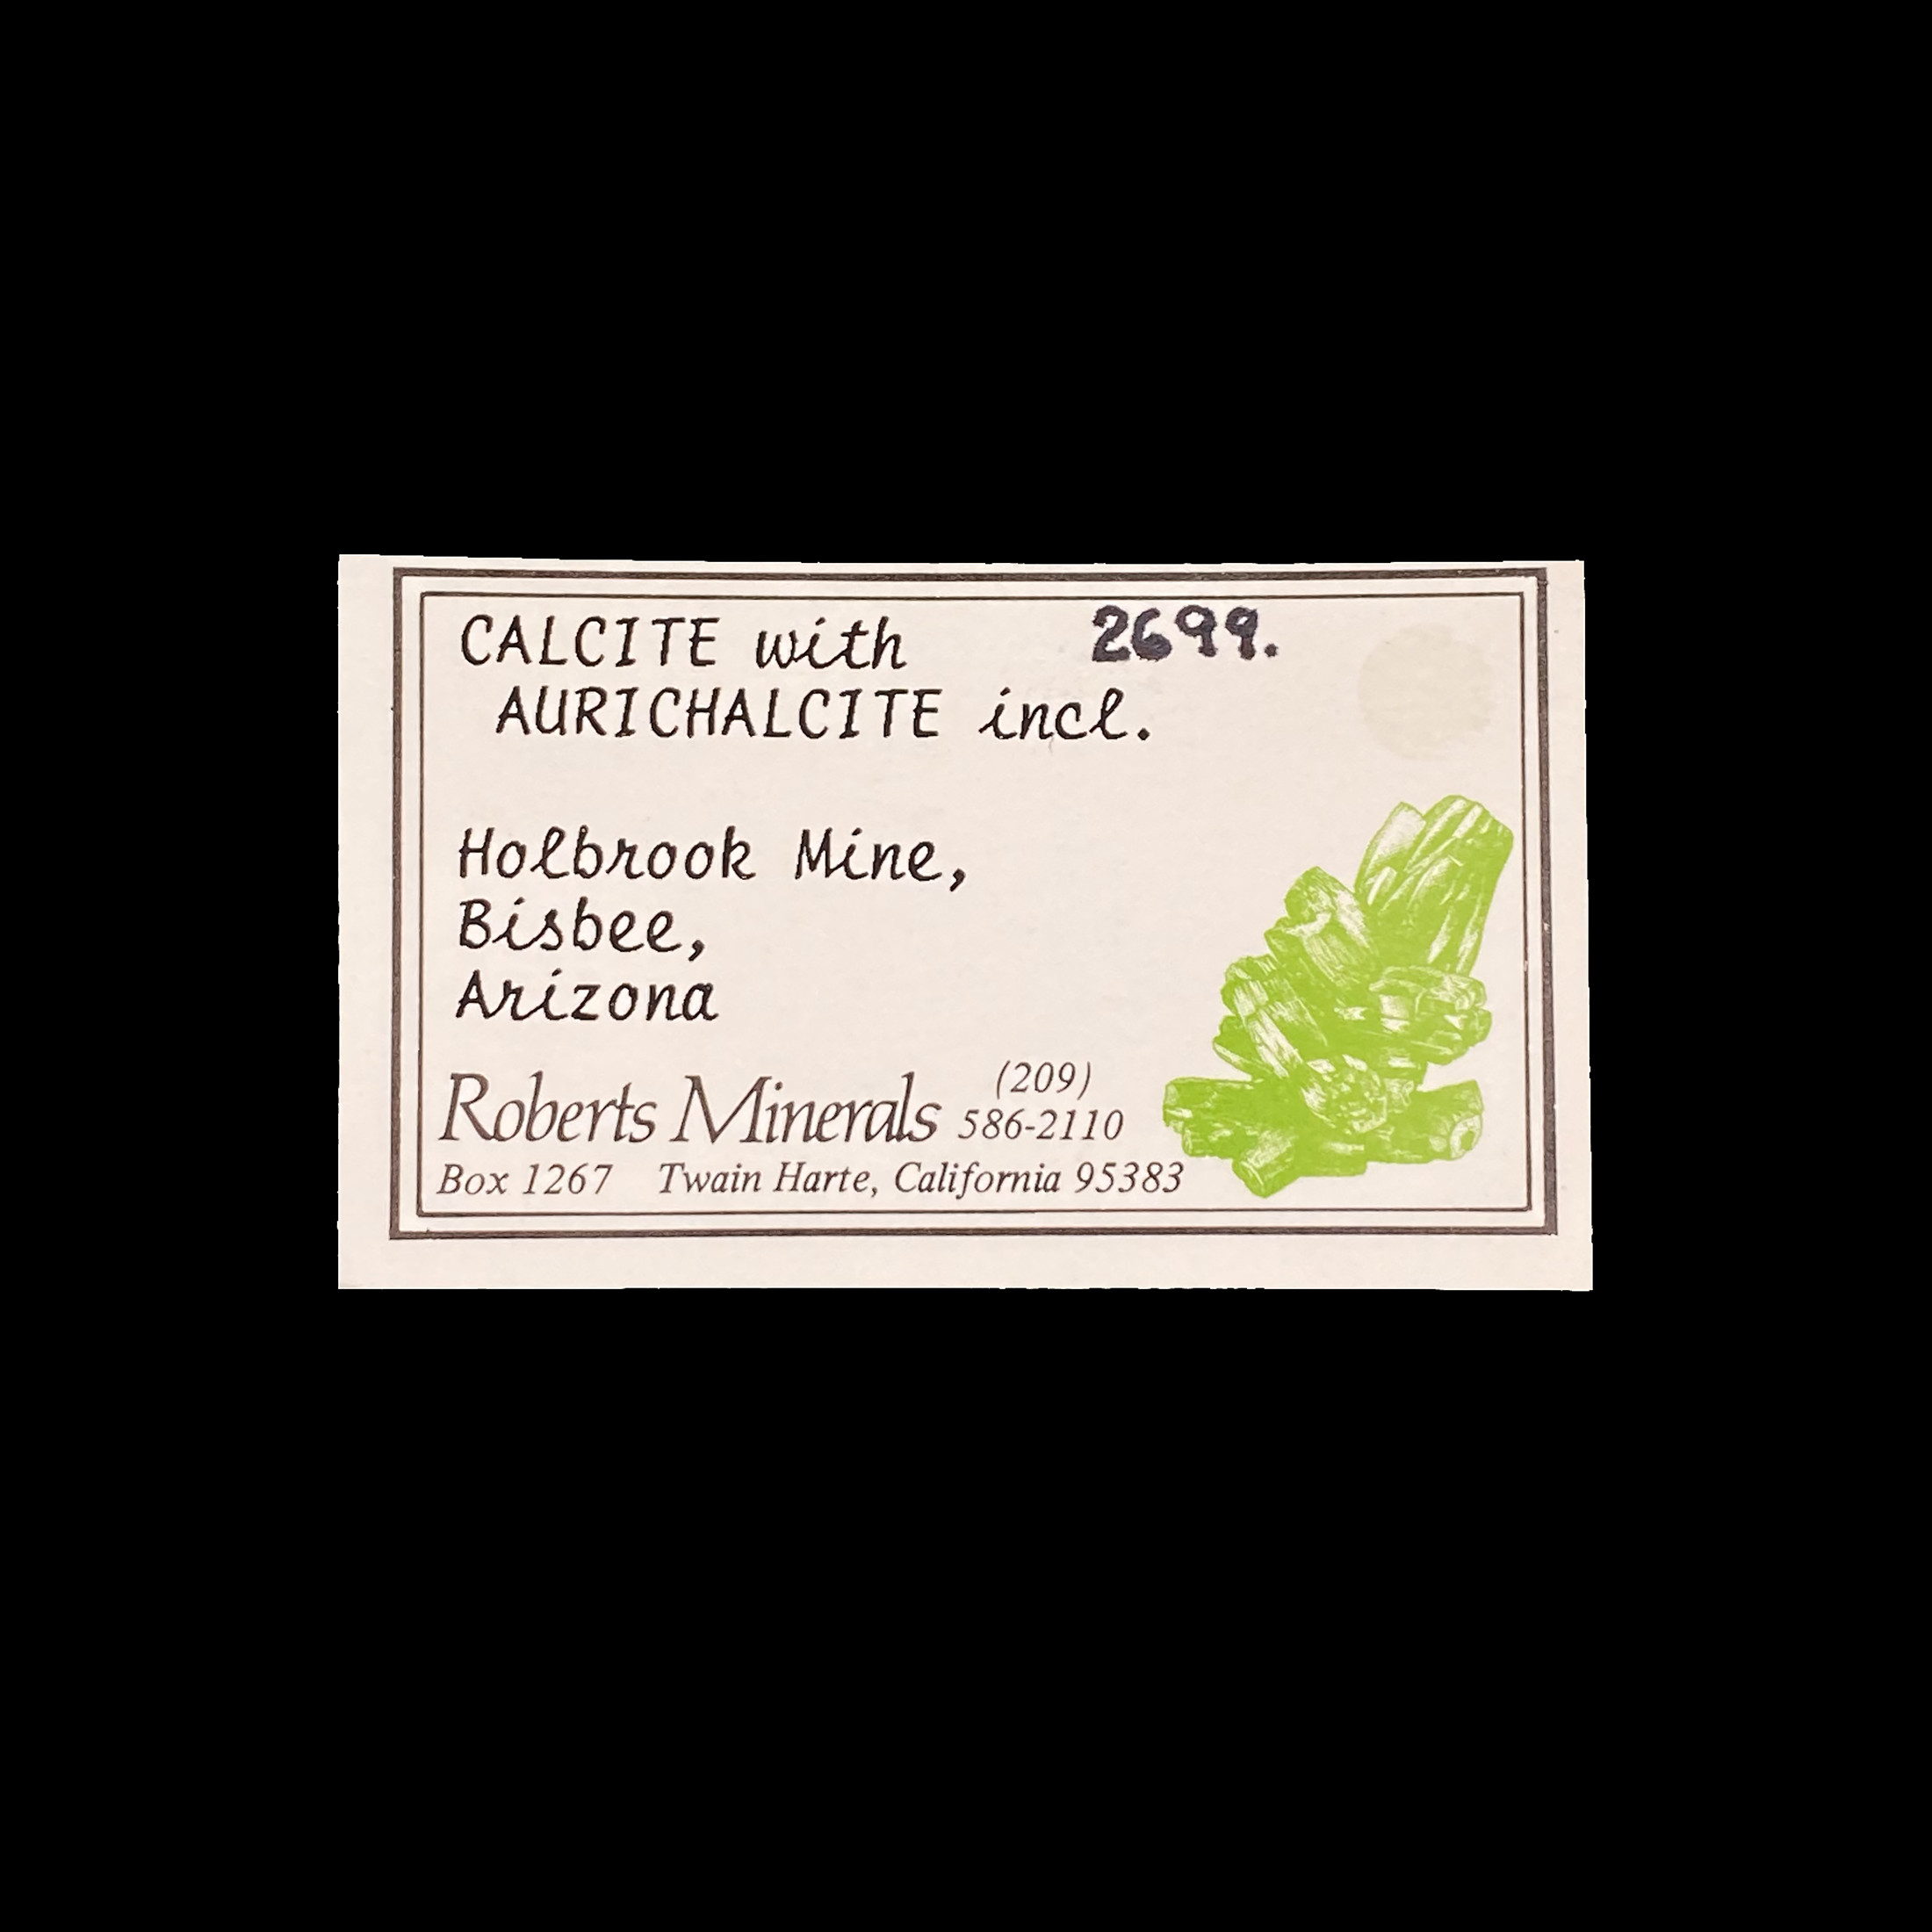 CALCITE with 2699.
AURICHALCITE incl.
Holbrook Mine,
Bisbee,
Arizona
Roberts Minerals (209)
586-2110
Box 1267 Twain Harte, California 95383